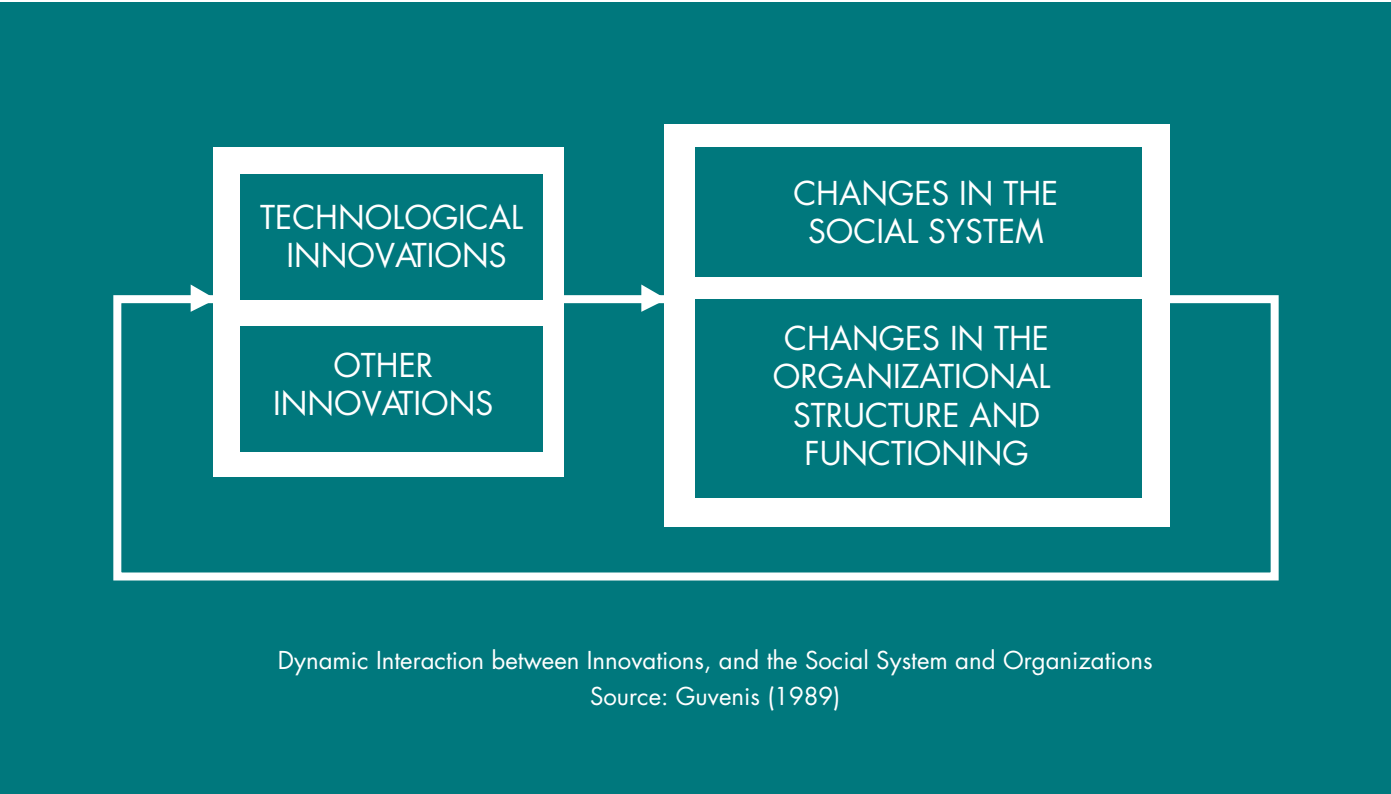 TECHNOLOGICAL
INNOVATIONS
OTHER
INNOVATIONS
CHANGES IN THE
SOCIAL SYSTEM
CHANGES IN THE
ORGANIZATIONAL
STRUCTURE AND
FUNCTIONING
Dynamic Interaction between Innovations, and the Social System and Organizations
Source: Guvenis (1989)